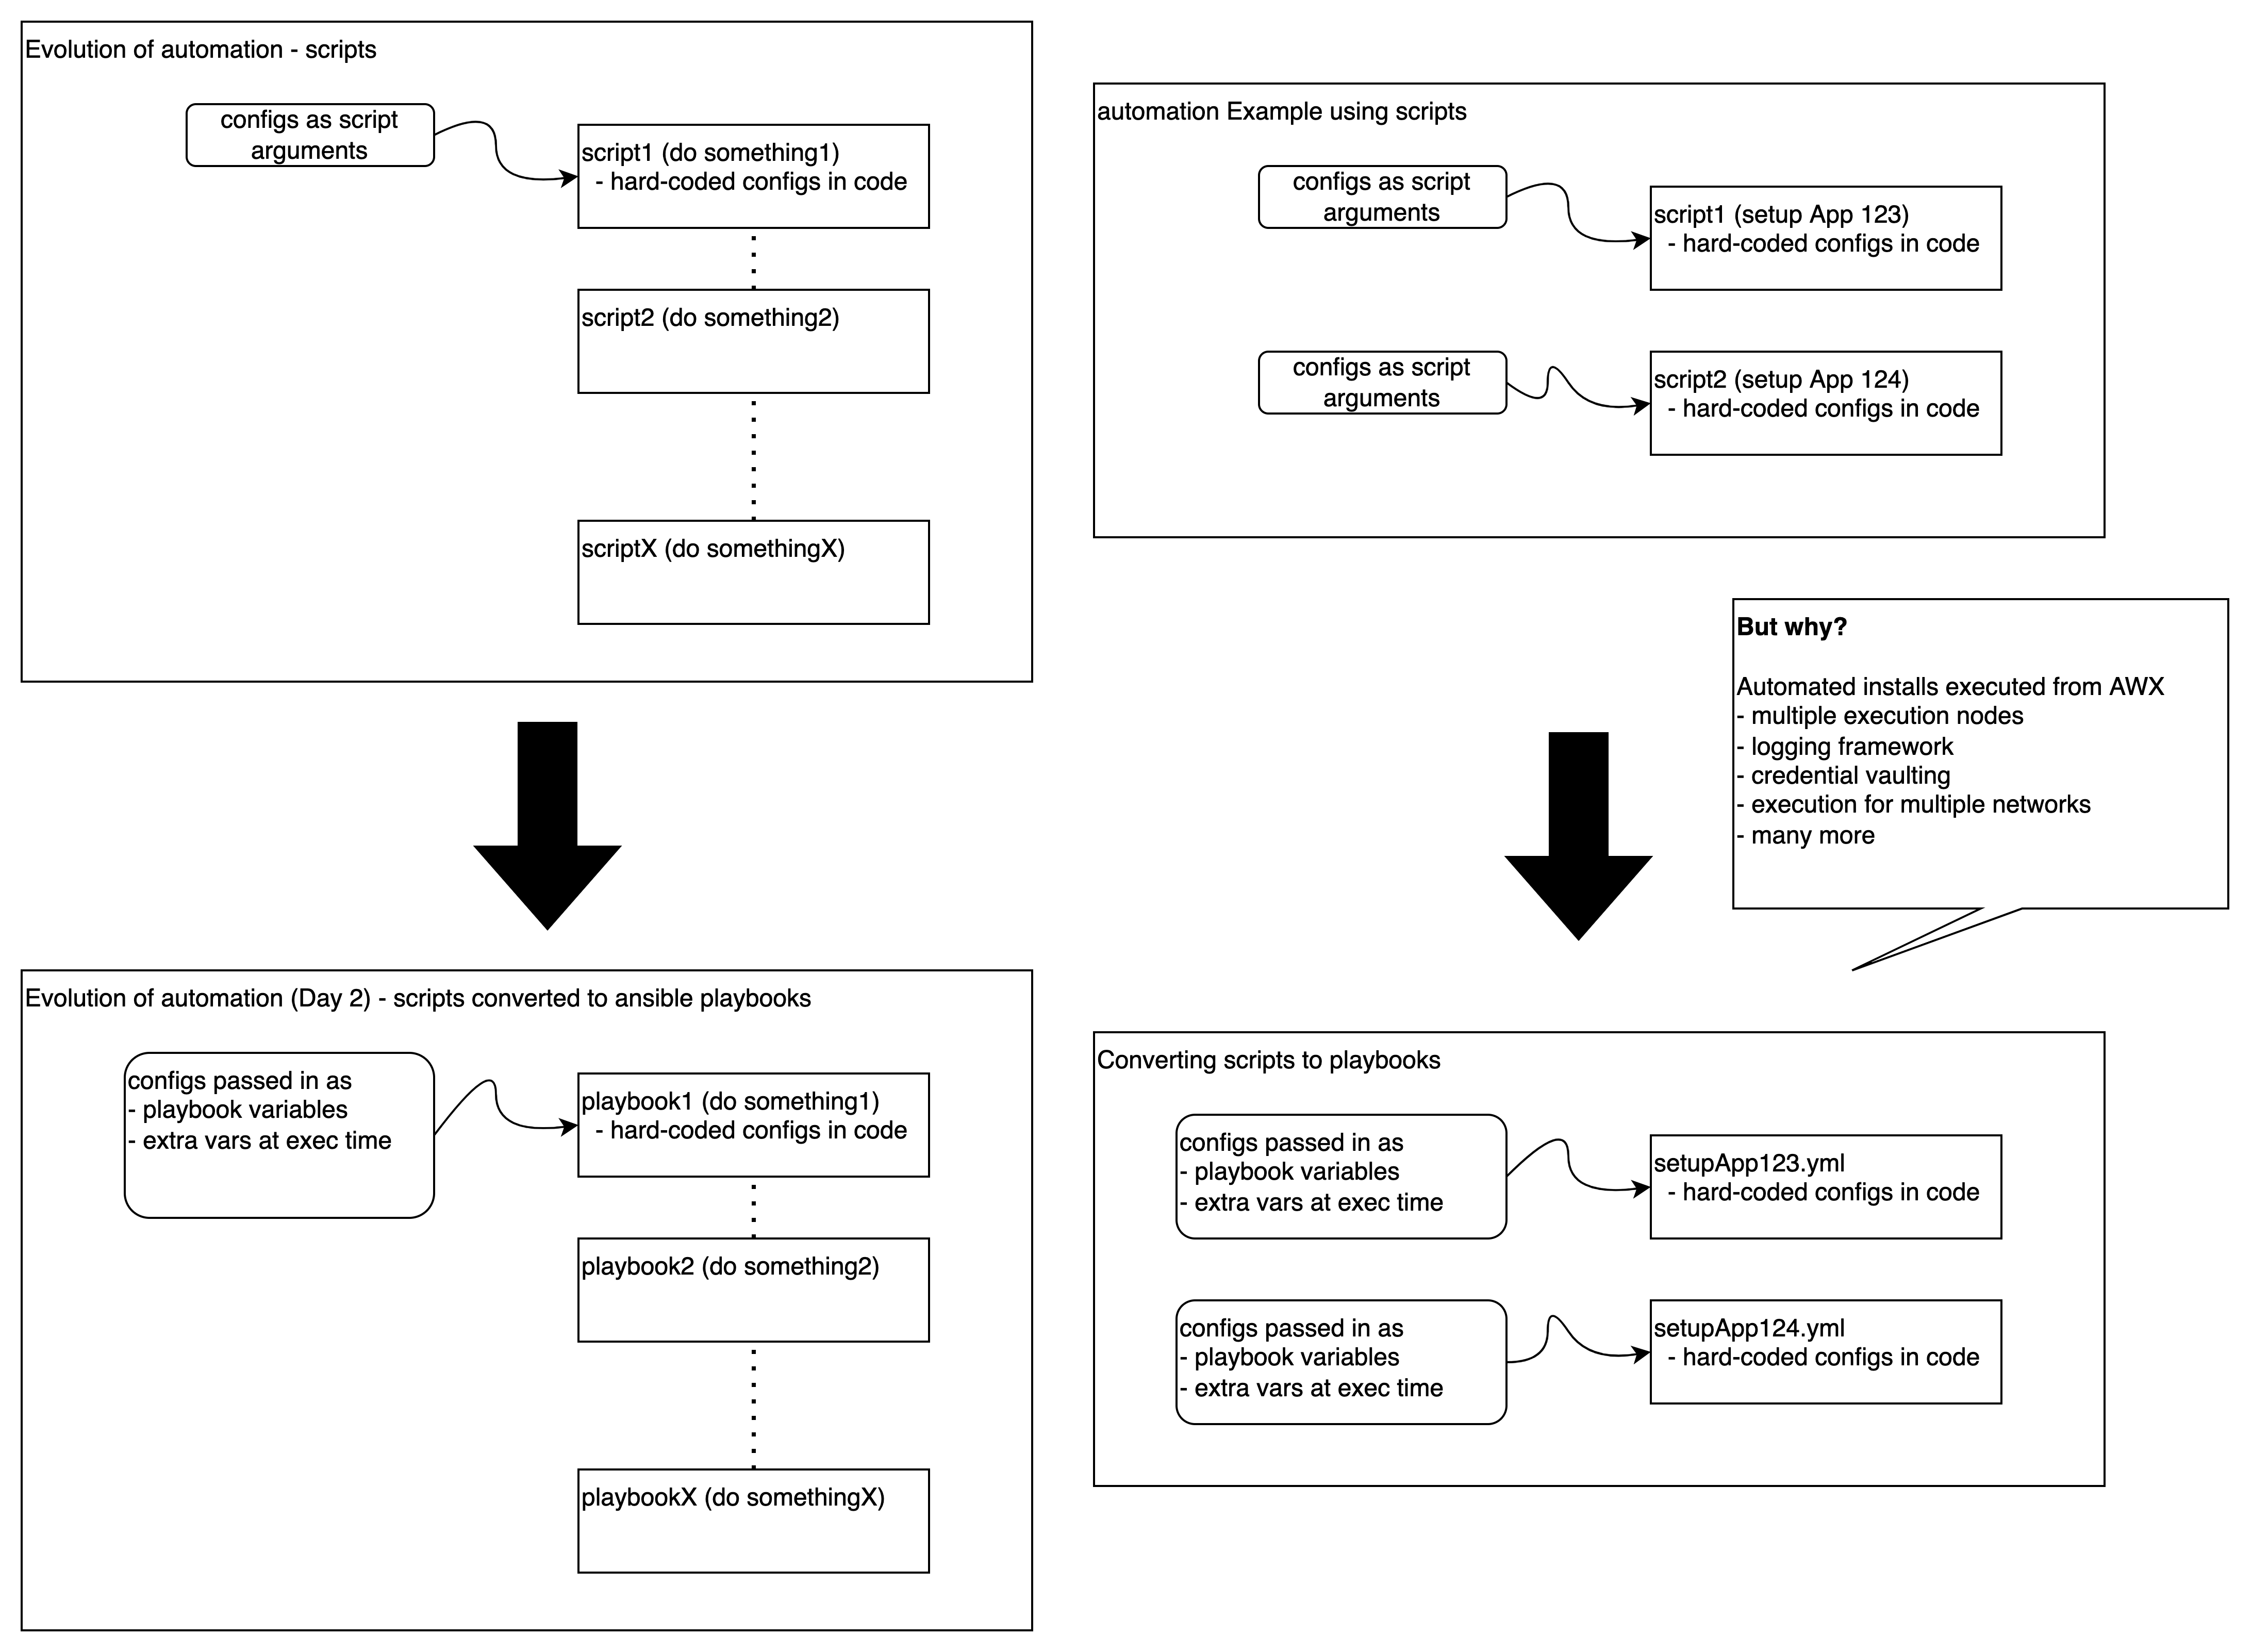 Evolution of automation - scripts
configs as script
arguments
script1 (do something1)
- hard-coded configs in code
script2 (do something2)
scriptX (do somethingX)
automation Example using scripts
configs as script
arguments
script1 (setup App 123)
- hard-coded configs in code
configs as script
arguments
script2 (setup App 124)
- hard-coded configs in code
But why?
Automated installs executed from AWX
- multiple execution nodes
- logging framework
- credential vaulting
- execution for multiple networks
- many more
Evolution of automation (Day 2) - scripts converted to ansible playbooks
configs passed in as
- playbook variables
- extra vars at exec time
playbook1 (do something1)
- hard-coded configs in code
playbook2 (do something2)
playbookX (do somethingX)
Converting scripts to playbooks
configs passed in as
- playbook variables
- extra vars at exec time
setupApp123.yml
- hard-coded configs in code
configs passed in as
- playbook variables
- extra vars at exec time
setupApp124.yml
- hard-coded configs in code